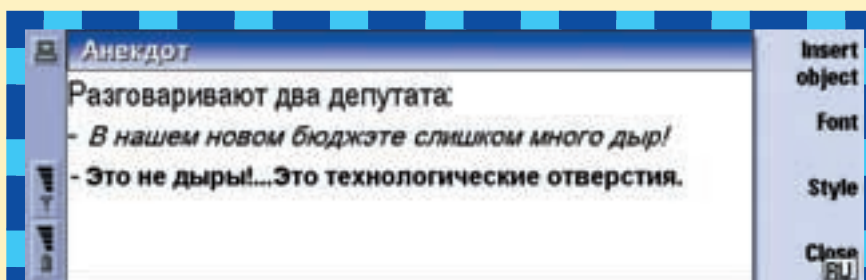 Анекдот
Разговаривают два депутата:
- В нашем новом бюджэте слишком много дыр!
- Это не дыры!...Это технологические отверстия.
Insert
object
Font
Style
Close
RU